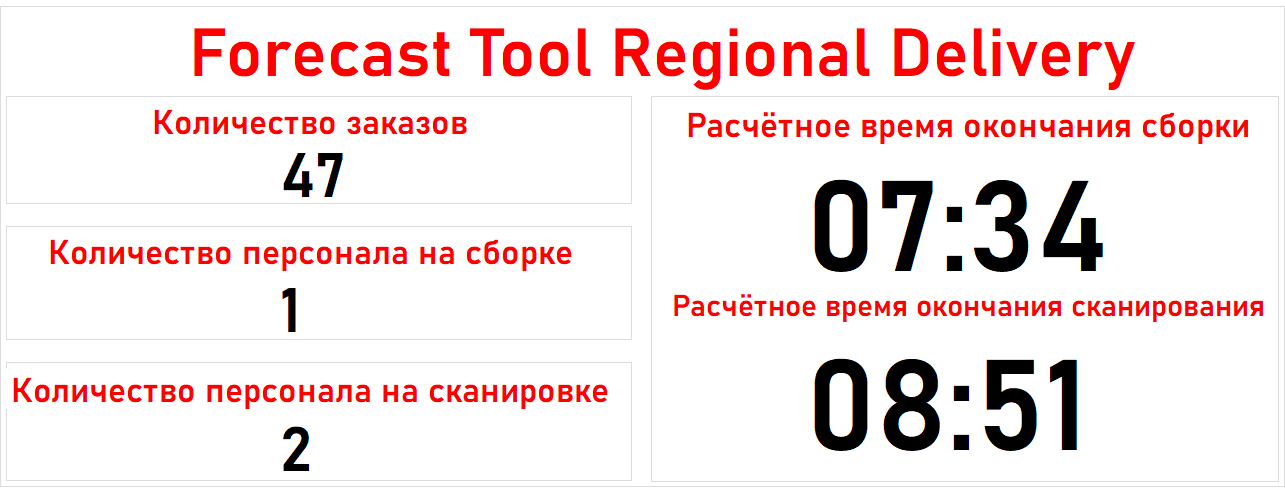 Forecast Tool Regional Delivery
Количество заказов
47
Количество персонала на сборке
1
Количество персонала на сканировке
2
Расчётное время окончания сборки
07:34
Расчётное время окончания сканирования
08:51